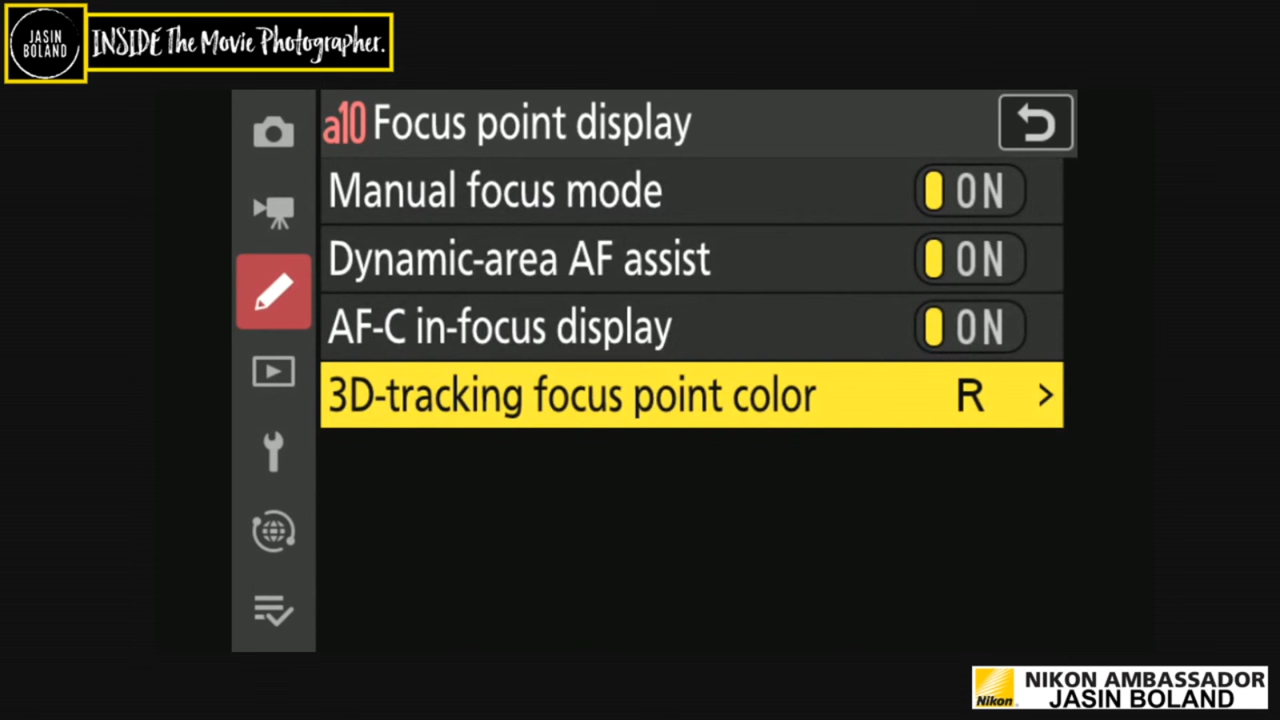 JASIN
BOLAND
INSIDE The Movie Photographer.
a10 Focus point display
Manual focus mode ON
Dynamic-area AF assist ON
AF-C in-focus display ON
3D-tracking focus point color R >
Nikon
NIKON AMBASSADOR
JASIN BOLAND